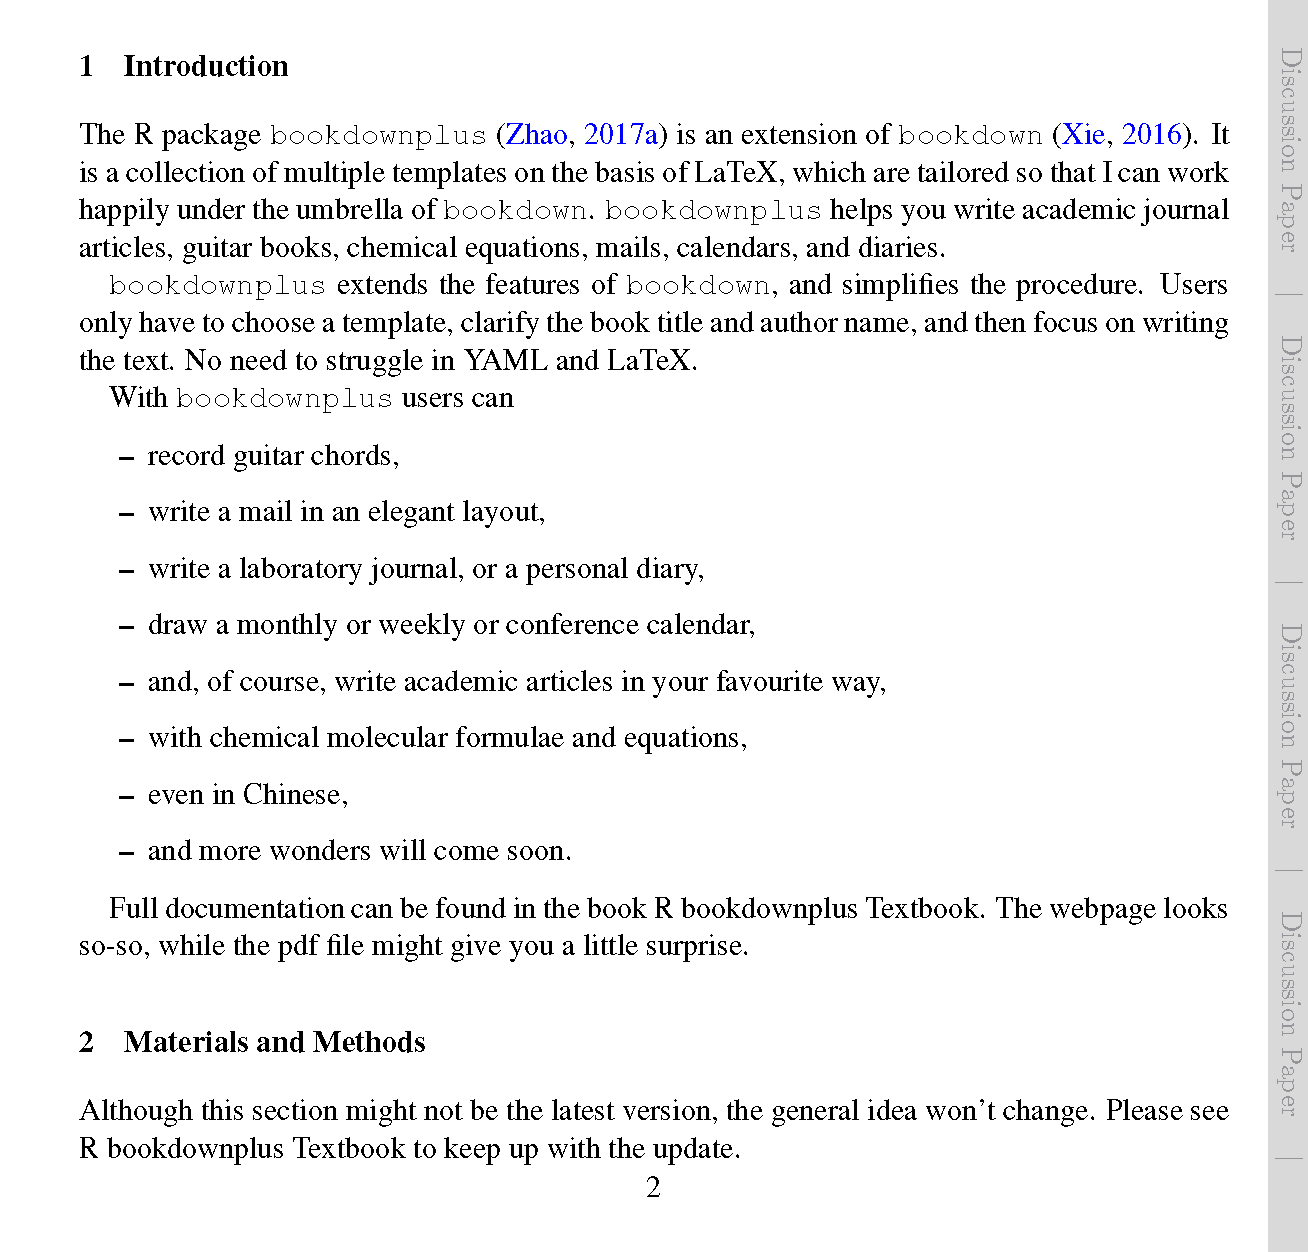 1 Introduction
The R package bookdownplus (Zhao, 2017a) is an extension of bookdown (Xie, 2016). It
is a collection of multiple templates on the basis of LaTeX, which are tailored so that I can work
happily under the umbrella of bookdown. bookdownplus helps you write academic journal
articles, guitar books, chemical equations, mails, calendars, and diaries.
bookdownplus extends the features of bookdown, and simplifies the procedure. Users
only have to choose a template, clarify the book title and author name, and then focus on writing
the text. No need to struggle in YAML and LaTeX.
With bookdownplus users can
– record guitar chords,
– write a mail in an elegant layout,
– write a laboratory journal, or a personal diary,
– draw a monthly or weekly or conference calendar,
– and, of course, write academic articles in your favourite way,
– with chemical molecular formulae and equations,
– even in Chinese,
– and more wonders will come soon.
Full documentation can be found in the book R bookdownplus Textbook. The webpage looks
so-so, while the pdf file might give you a little surprise.
2 Materials and Methods
Although this section might not be the latest version, the general idea won't change. Please see
R bookdownplus Textbook to keep up with the update.
2
Discussion Paper | Discussion Paper | Discussion Paper | Discussion Paper |